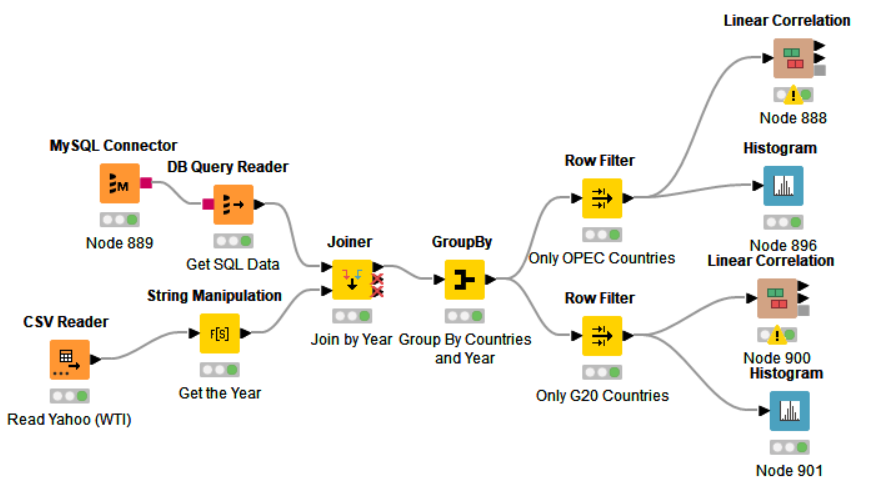 Linear Correlation
Node 888
MySQL Connector
M
Node 889
DB Query Reader
Get SQL Data
Row Filter
Only OPEC Countries
Histogram
Node 896
Joiner
Join by Year
GroupBy
Group By Countries
and Year
Linear Correlation
Node 900
String Manipulation
r[s]
Get the Year
Row Filter
Only G20 Countries
CSV Reader
Read Yahoo (WTI)
Histogram
Node 901